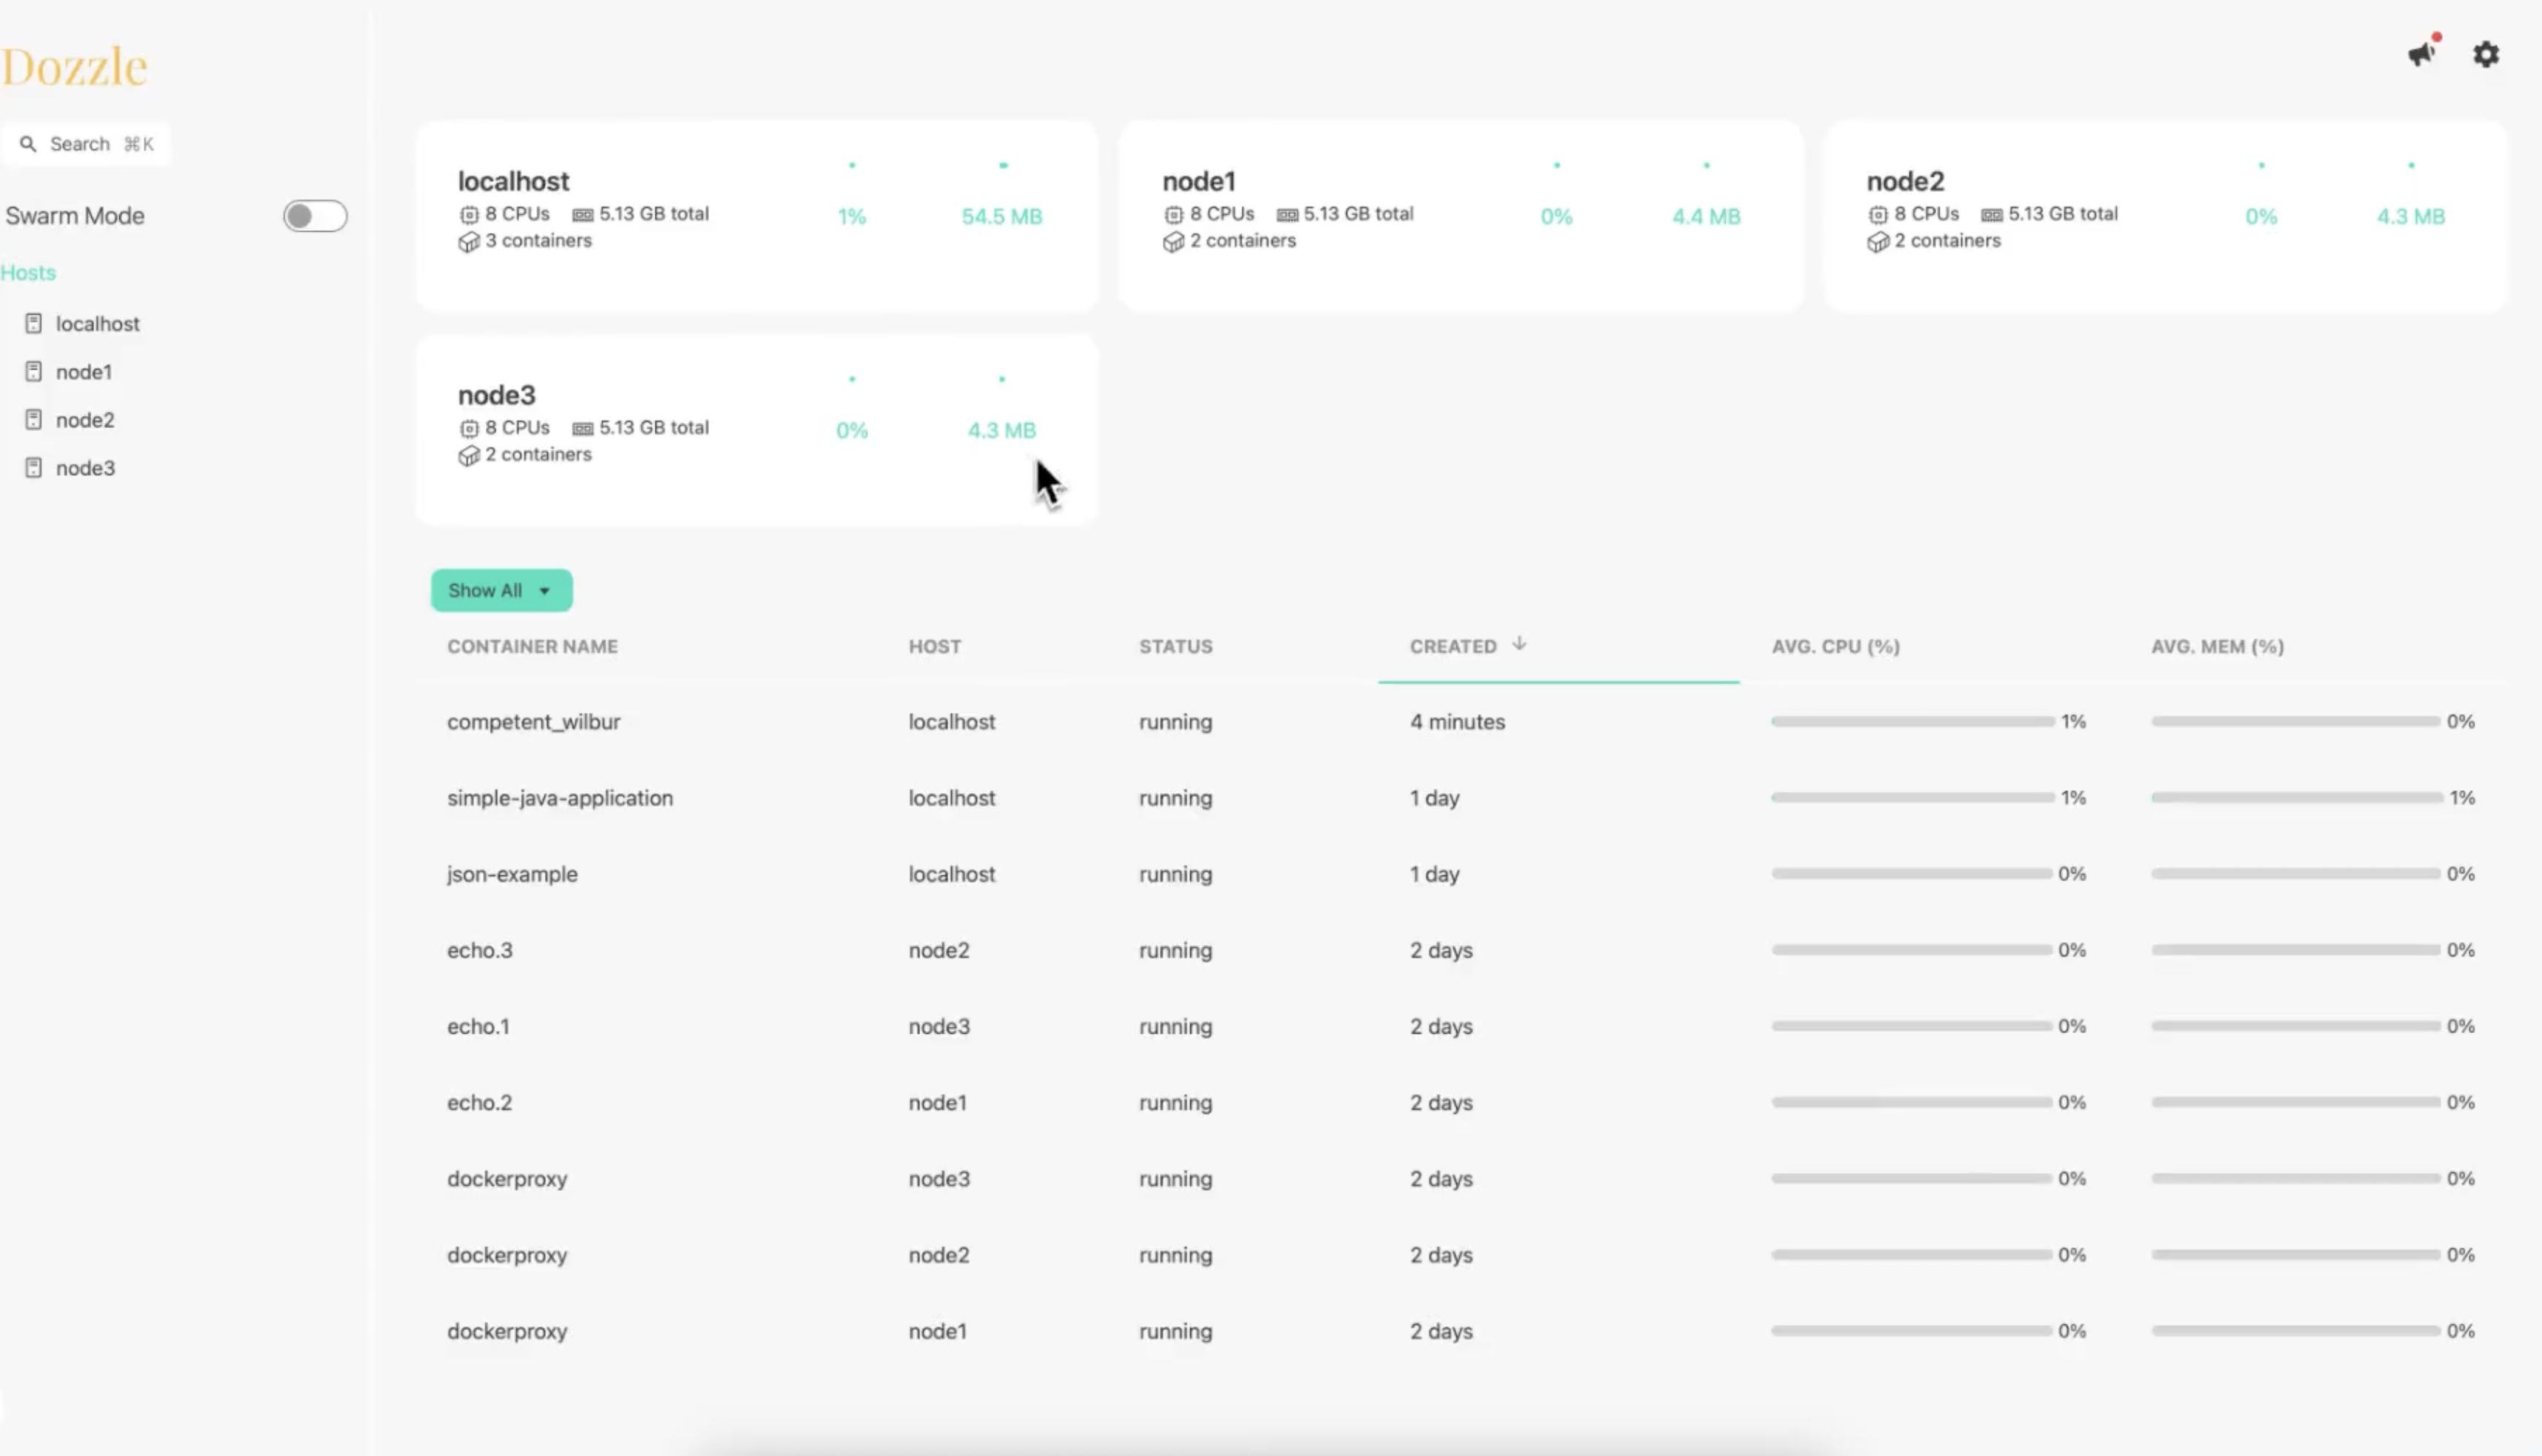 Dozzle
Search ⌘K
Swarm Mode
Hosts
localhost
node1
node2
node3
localhost
8 CPUs 5.13 GB total
3 containers
1% 54.5 MB
node1
8 CPUs 5.13 GB total
2 containers
0% 4.4 MB
node2
8 CPUs 5.13 GB total
2 containers
0% 4.3 MB
node3
8 CPUs 5.13 GB total
2 containers
0% 4.3 MB
Show All
CONTAINER NAME HOST STATUS CREATED AVG. CPU (%) AVG. MEM (%)
competent_wilbur localhost running 4 minutes 1% 0%
simple-java-application localhost running 1 day 1% 1%
json-example localhost running 1 day 0% 0%
echo.3 node2 running 2 days 0% 0%
echo.1 node3 running 2 days 0% 0%
echo.2 node1 running 2 days 0% 0%
dockerproxy node3 running 2 days 0% 0%
dockerproxy node2 running 2 days 0% 0%
dockerproxy node1 running 2 days 0% 0%